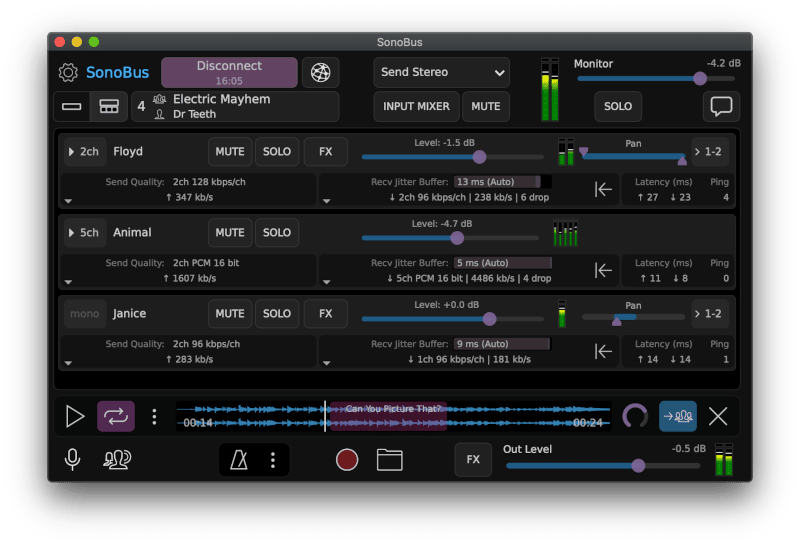 SonoBus
SonoBus
Disconnect
16:05
Send Stereo
Monitor
-4.2 dB
4
Electric Mayhem
Dr Teeth
INPUT MIXER
MUTE
SOLO
2ch
Floyd
MUTE
SOLO
FX
Level: -1.5 dB
Pan
1-2
Send Quality: 2ch 128 kbps/ch
↑ 347 kb/s
Recv Jitter Buffer: 13 ms (Auto)
↓ 2ch 96 kbps/ch | 238 kb/s | 6 drop
Latency (ms) Ping
↑ 27 ↓ 23 4
5ch
Animal
MUTE
SOLO
Level: -4.7 dB
Send Quality: 2ch PCM 16 bit
↑ 1607 kb/s
Recv Jitter Buffer: 5 ms (Auto)
↓ 5ch PCM 16 bit | 4486 kb/s | 4 drop
Latency (ms) Ping
↑ 11 ↓ 8 0
mono
Janice
MUTE
SOLO
FX
Level: +0.0 dB
Pan
1-2
Send Quality: 2ch 96 kbps/ch
↑ 283 kb/s
Recv Jitter Buffer: 9 ms (Auto)
↓ 1ch 96 kbps/ch | 181 kb/s
Latency (ms) Ping
↑ 14 ↓ 14 1
Can You Picture That?
00:14
00:24
FX
Out Level
-0.5 dB